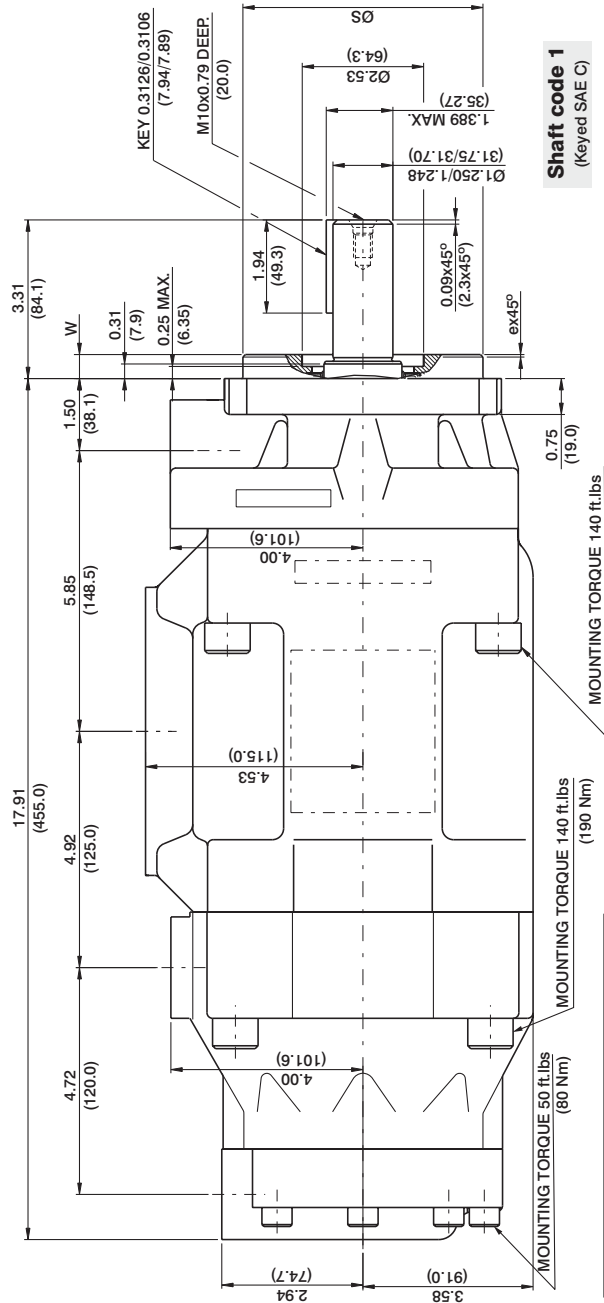 17.91
(455.0)
3.31
(84.1)
4.72
(120.0)
4.92
(125.0)
5.85
(148.5)
1.50
(38.1)
W
0.31
(7.9)
0.25 MAX.
(6.35)
1.94
(49.3)
KEY 0.3126/0.3106
(7.94/7.89)
M10x0.79 DEEP.
(20.0)
2.94
(74.7)
3.58
(91.0)
4.00
(101.6)
4.53
(115.0)
4.00
(101.6)
Ø1.250/1.248
(31.75/31.70)
1.389 MAX.
(35.27)
Ø2.53
(64.3)
ØS
0.75
(19.0)
ex45º
0.09x45º
(2.3x45º)
MOUNTING TORQUE 50 ft.lbs
(80 Nm)
MOUNTING TORQUE 140 ft.lbs
(190 Nm)
MOUNTING TORQUE 140 ft.lbs
Shaft code 1
(Keyed SAE C)